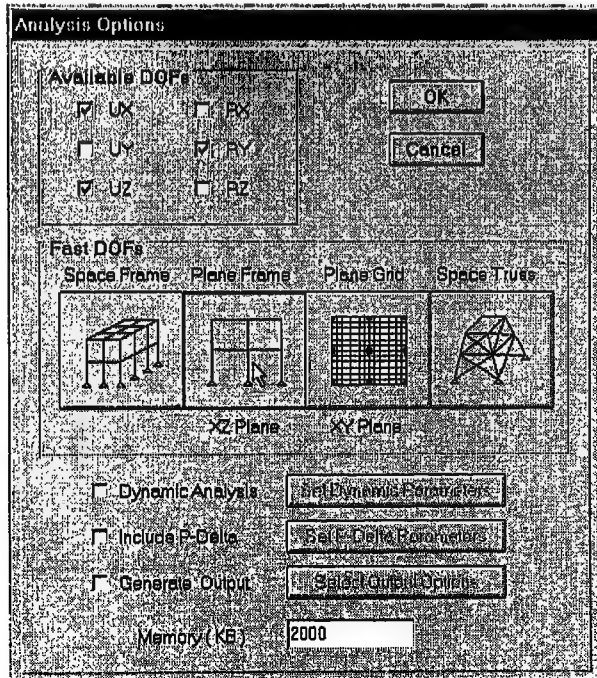 Analysis Options
Available DOFs
UX RX
UY RY
UZ RZ
OK
Cancel
Fast DOFs
Space Frame Plane Frame Plane Grid Space Truss
XZ Plane XY Plane
Dynamic Analysis Set Dynamic Parameters
Include P-Delta Set P-Delta Parameters
Generate Output Select Output Options
Memory (KB) 2000